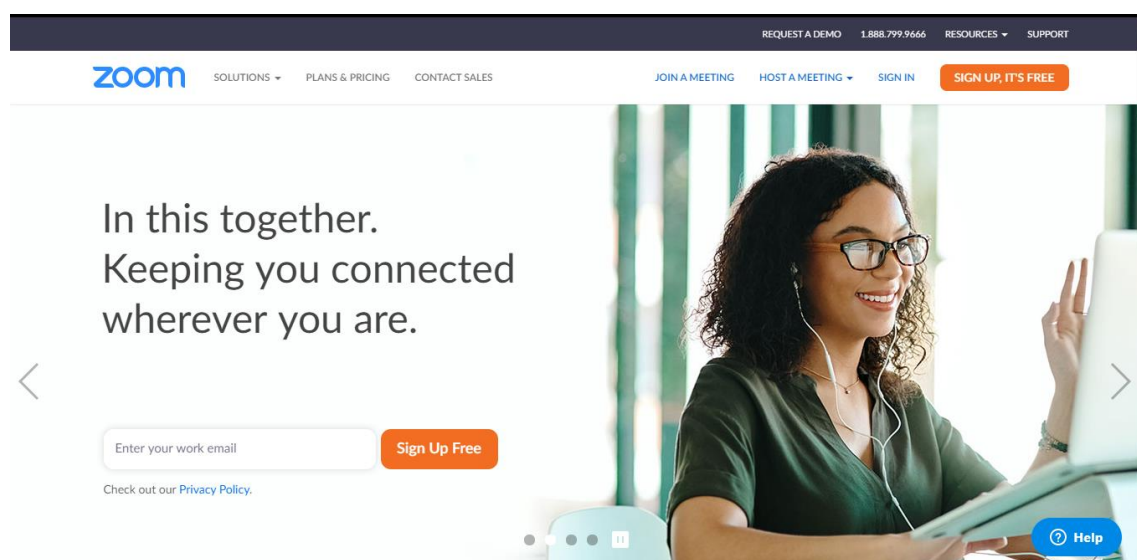 REQUEST A DEMO 1.888.799.9666 RESOURCES SUPPORT
zoom SOLUTIONS PLANS & PRICING CONTACT SALES JOIN A MEETING HOST A MEETING SIGN IN SIGN UP, IT'S FREE
In this together.
Keeping you connected
wherever you are.
Enter your work email Sign Up Free
Check out our Privacy Policy.
Help